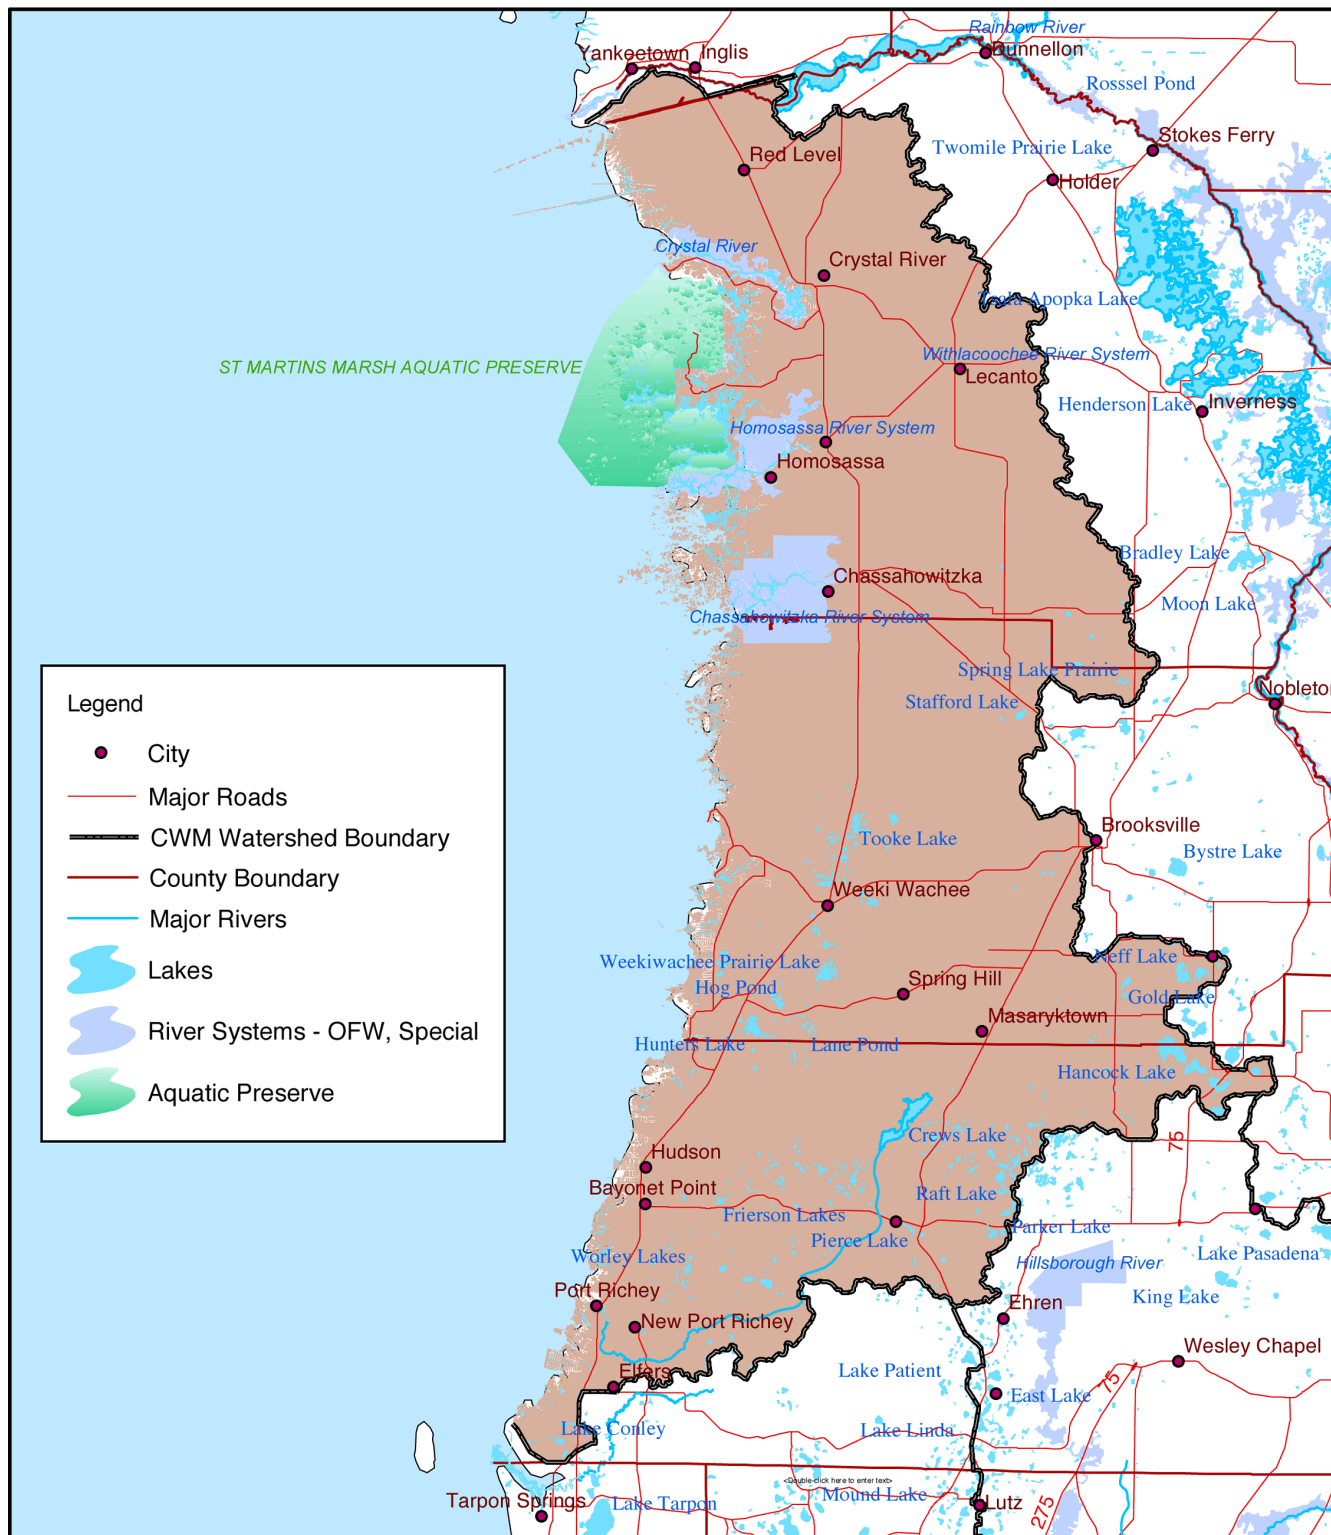 Rainbow River
Yankeetown
Inglis
Dunnellon
Rosssel Pond
Stokes Ferry
Twomile Prairie Lake
Red Level
Holder
Crystal River
Crystal River
Tsala Apopka Lake
Withlacoochee River System
ST MARTINS MARSH AQUATIC PRESERVE
Lecanto
Henderson Lake
Inverness
Homosassa River System
Homosassa
Bradley Lake
Chassahowitzka
Moon Lake
Chassahowitzka River System
Spring Lake Prairie
Nobleton
Stafford Lake
Legend
City
Major Roads
CWM Watershed Boundary
County Boundary
Major Rivers
Lakes
River Systems - OFW, Special
Aquatic Preserve
Brooksville
Tooke Lake
Bystre Lake
Weeki Wachee
Neff Lake
Weekiwachee Prairie Lake
Spring Hill
Hog Pond
Gold Lake
Masaryktown
Hunters Lake
Lane Pond
Hancock Lake
Crews Lake
75
Hudson
Bayonet Point
Raft Lake
Frierson Lakes
Parker Lake
Pierce Lake
Worley Lakes
Lake Pasadena
Hillsborough River
Port Richey
King Lake
Ehren
New Port Richey
Wesley Chapel
Elfers
Lake Patient
75
East Lake
Lake Conley
Lake Linda
<Double-click here to enter text>
Tarpon Springs
Lake Tarpon
Mound Lake
Lutz
275